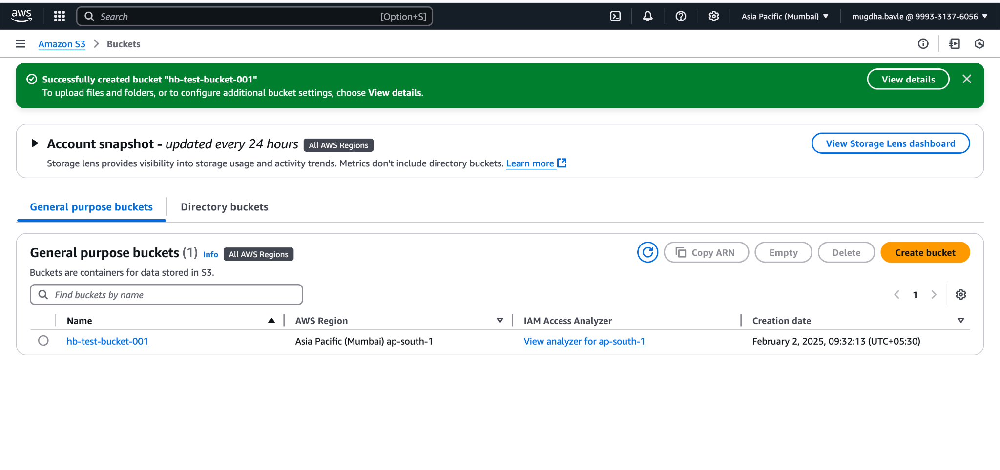 aws
Search [Option+S] Asia Pacific (Mumbai) mugdha.bavle @ 9993-3137-6056
Amazon S3 Buckets
Successfully created bucket "hb-test-bucket-001"
View details
To upload files and folders, or to configure additional bucket settings, choose View details.
Account snapshot - updated every 24 hours All AWS Regions
View Storage Lens dashboard
Storage lens provides visibility into storage usage and activity trends. Metrics don't include directory buckets. Learn more
General purpose buckets Directory buckets
General purpose buckets (1) Info All AWS Regions
Copy ARN Empty Delete Create bucket
Buckets are containers for data stored in S3.
Find buckets by name
1
Name AWS Region IAM Access Analyzer Creation date
hb-test-bucket-001 Asia Pacific (Mumbai) ap-south-1 View analyzer for ap-south-1 February 2, 2025, 09:32:13 (UTC+05:30)